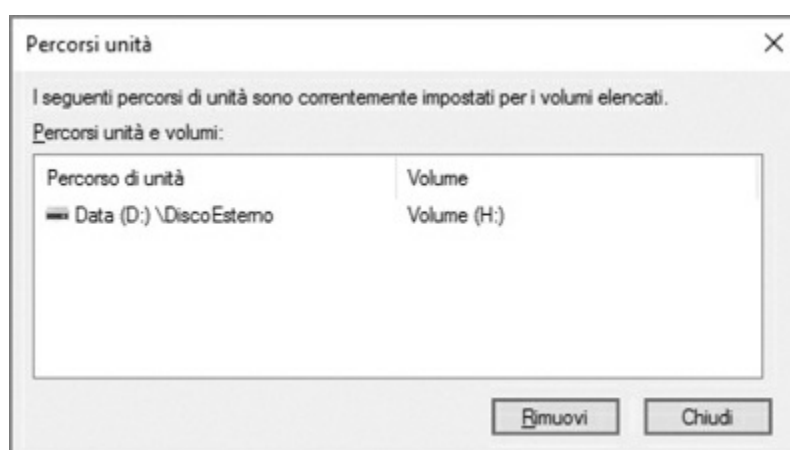 Percorsi unità
I seguenti percorsi di unità sono correntemente impostati per i volumi elencati.
Percorsi unità e volumi:
Percorso di unità Volume
Data (D:) \DiscoEsterno Volume (H:)
Rimuovi Chiudi